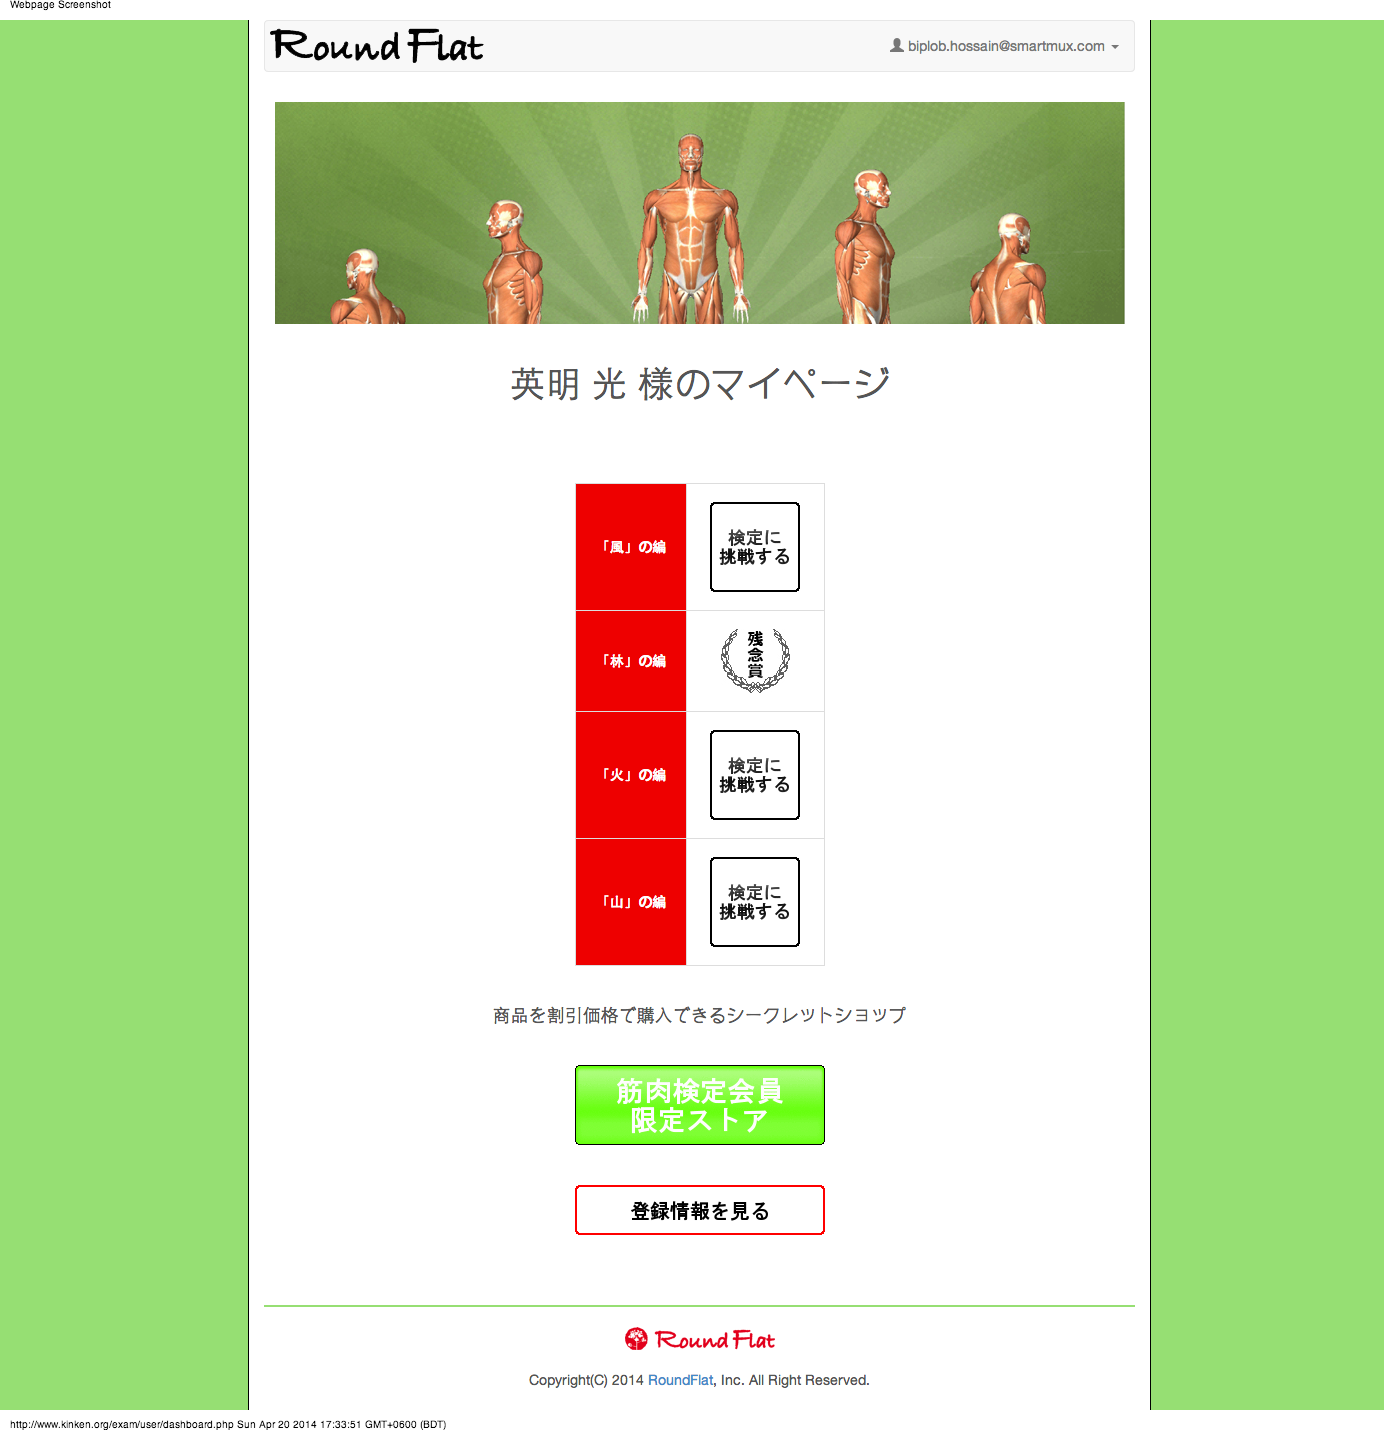 Webpage Screenshot
Round Flat
biplob.hossain@smartmux.com
英明 光 様のマイページ
「風」の編
検定に
挑戦する
「林」の編
残
念
賞
「火」の編
検定に
挑戦する
「山」の編
検定に
挑戦する
商品を割引価格で購入できるシークレットショップ
筋肉検定会員
限定ストア
登録情報を見る
Round Flat
Copyright(C) 2014 RoundFlat, Inc. All Right Reserved.
http://www.kinken.org/exam/user/dashboard.php Sun Apr 20 2014 17:33:51 GMT+0600 (BDT)